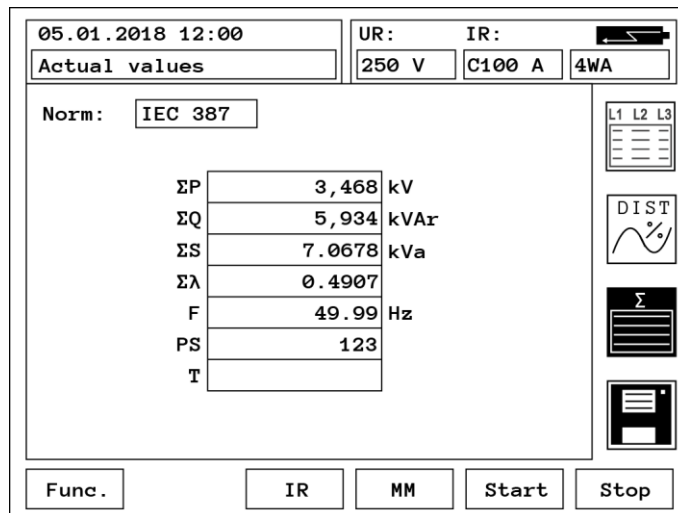 05.01.2018 12:00 UR: IR:
Actual values 250 V C100 A 4WA
Norm: IEC 387
L1 L2 L3
ΣP 3,468 kV
ΣQ 5,934 kVAr
DIST
%
ΣS 7.0678 kVa
Σλ 0.4907
F 49.99 Hz
Σ
PS 123
T
Func. IR MM Start Stop